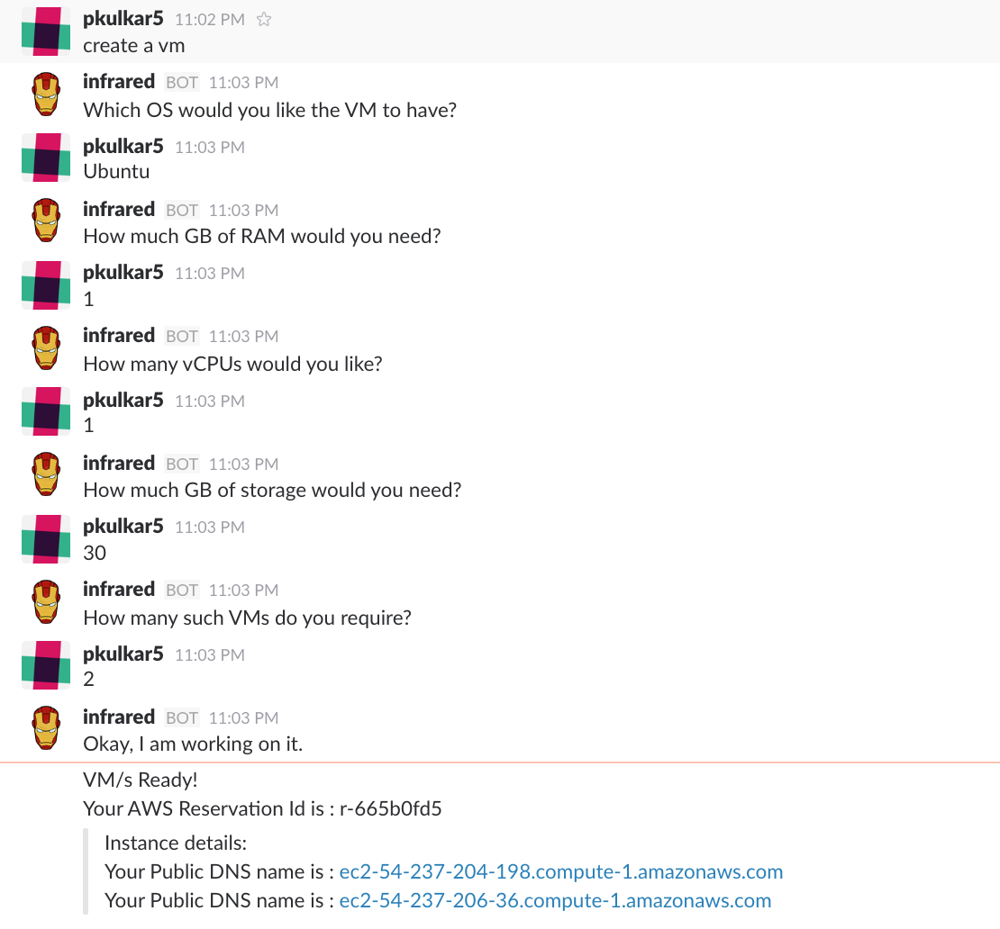 pkulkar5 11:02 PM
create a vm
infrared BOT 11:03 PM
Which OS would you like the VM to have?
pkulkar5 11:03 PM
Ubuntu
infrared BOT 11:03 PM
How much GB of RAM would you need?
pkulkar5 11:03 PM
1
infrared BOT 11:03 PM
How many vCPUs would you like?
pkulkar5 11:03 PM
1
infrared BOT 11:03 PM
How much GB of storage would you need?
pkulkar5 11:03 PM
30
infrared BOT 11:03 PM
How many such VMs do you require?
pkulkar5 11:03 PM
2
infrared BOT 11:03 PM
Okay, I am working on it.
VM/s Ready!
Your AWS Reservation Id is : r-665b0fd5
Instance details:
Your Public DNS name is : ec2-54-237-204-198.compute-1.amazonaws.com
Your Public DNS name is : ec2-54-237-206-36.compute-1.amazonaws.com